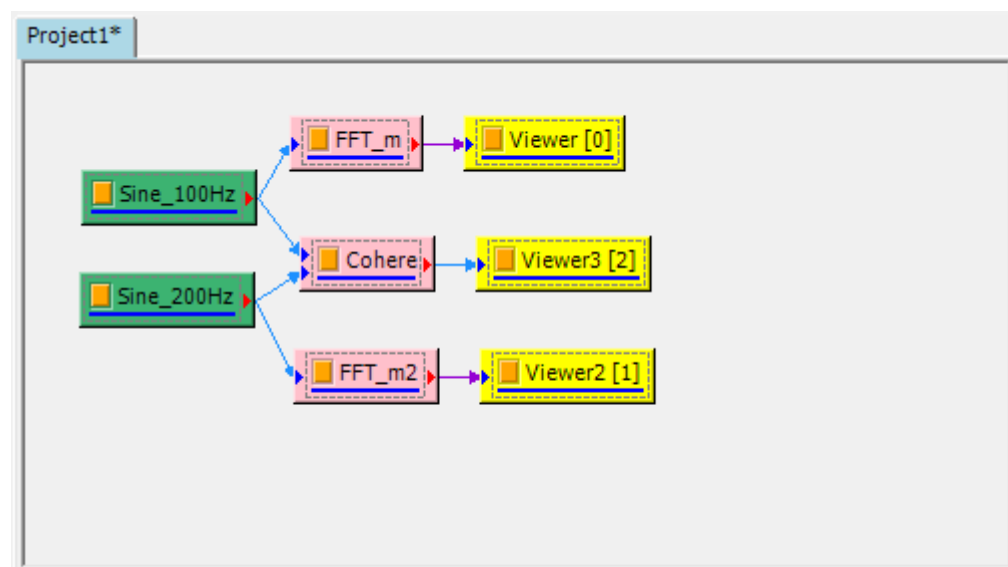 Project1*
FFT_m
Viewer [0]
Sine_100Hz
Cohere
Viewer3 [2]
Sine_200Hz
FFT_m2
Viewer2 [1]